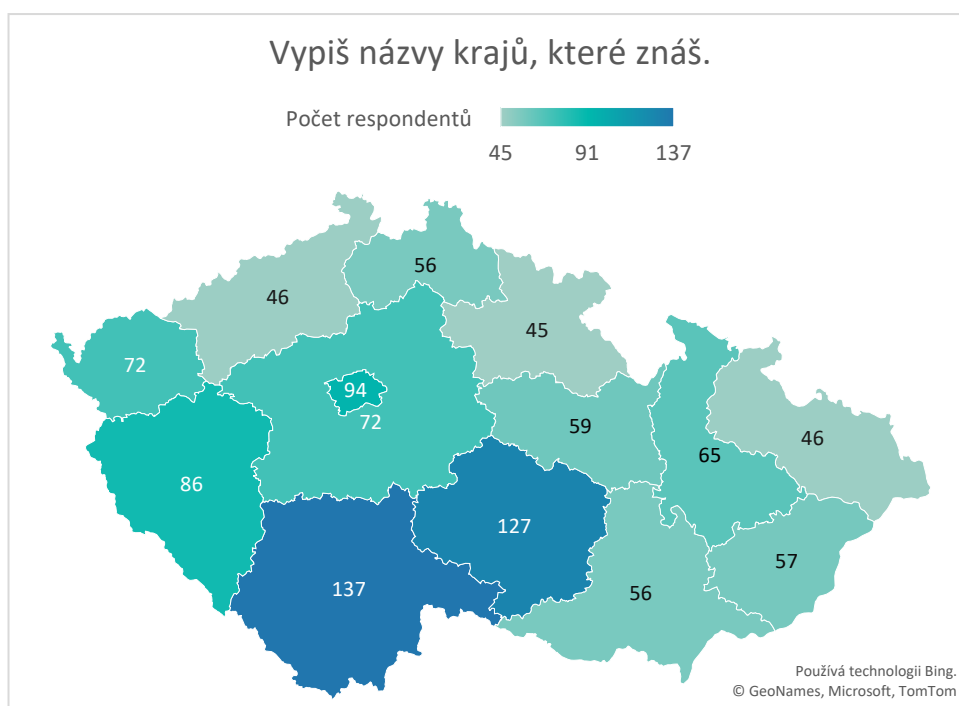 Vypiš názvy krajů, které znáš.
Počet respondentů
45 91 137
56
46
45
72
94
72
59
46
65
86
127
57
137
56
Používá technologii Bing.
© GeoNames, Microsoft, TomTom